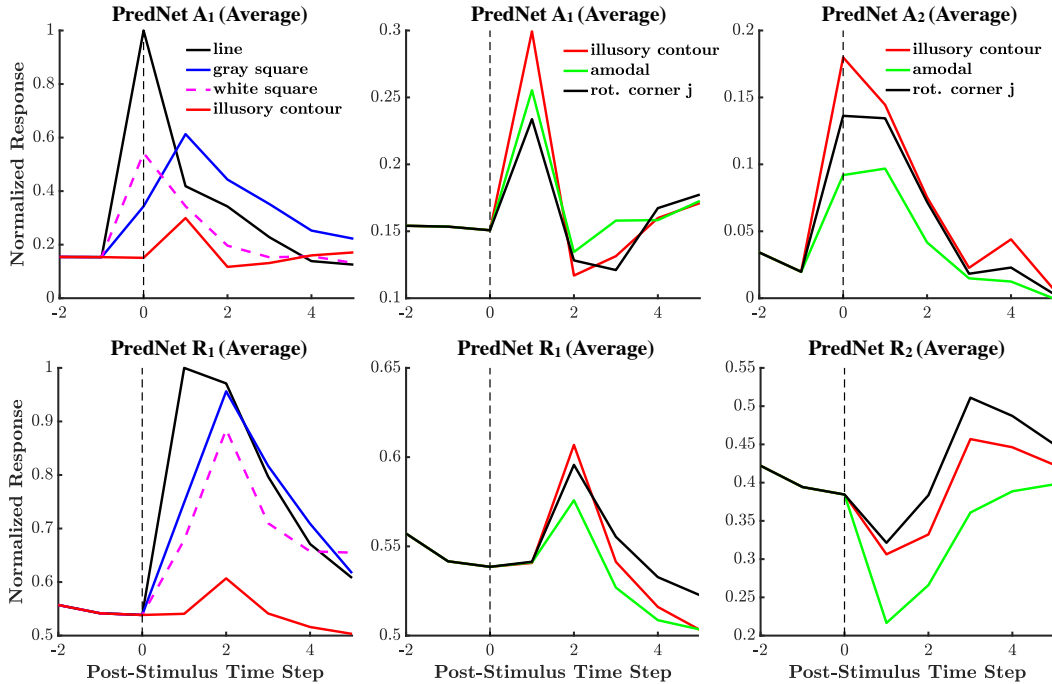 PredNet A1 (Average)
PredNet A1 (Average)
PredNet A2 (Average)
Normalized Response
1
0.8
0.6
0.4
0.2
0
-2
0
2
4
line
gray square
white square
illusory contour
0.3
0.25
0.2
0.15
0.1
-2
0
2
4
illusory contour
amodal
rot. corner j
0.2
0.15
0.1
0.05
0
-2
0
2
4
illusory contour
amodal
rot. corner j
PredNet R1 (Average)
PredNet R1 (Average)
PredNet R2 (Average)
Normalized Response
1
0.9
0.8
0.7
0.6
0.5
-2
0
2
4
Post-Stimulus Time Step
0.65
0.6
0.55
0.5
-2
0
2
4
Post-Stimulus Time Step
0.55
0.5
0.45
0.4
0.35
0.3
0.25
0.2
-2
0
2
4
Post-Stimulus Time Step